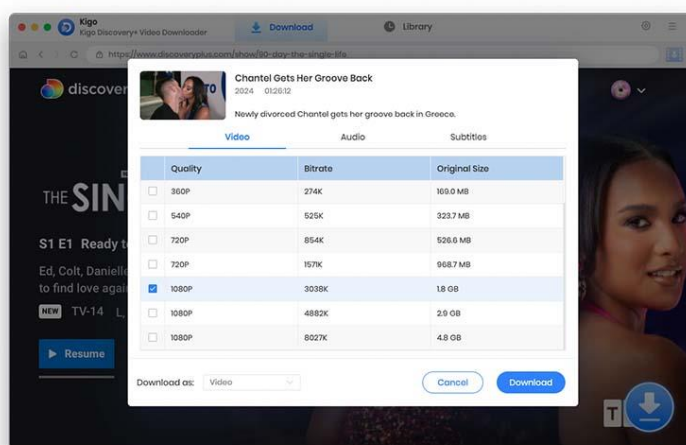 Kigo
Kigo Discovery+ Video Downloader
Download
Library
https://www.discoveryplus.com/show/90-day-the-single-life
discover
THE SIN
S1 E1 Ready to
Ed, Colt, Danielle
to find love again
NEW TV-14 L,
Resume
Chantel Gets Her Groove Back
2024 01:26:12
Newly divorced Chantel gets her groove back in Greece.
Video Audio Subtitles
Quality Bitrate Original Size
360P 274K 169.0 MB
540P 525K 323.7 MB
720P 854K 526.6 MB
720P 1571K 968.7 MB
1080P 3038K 1.8 GB
1080P 4882K 2.9 GB
1080P 8027K 4.8 GB
Download as: Video
Cancel
Download